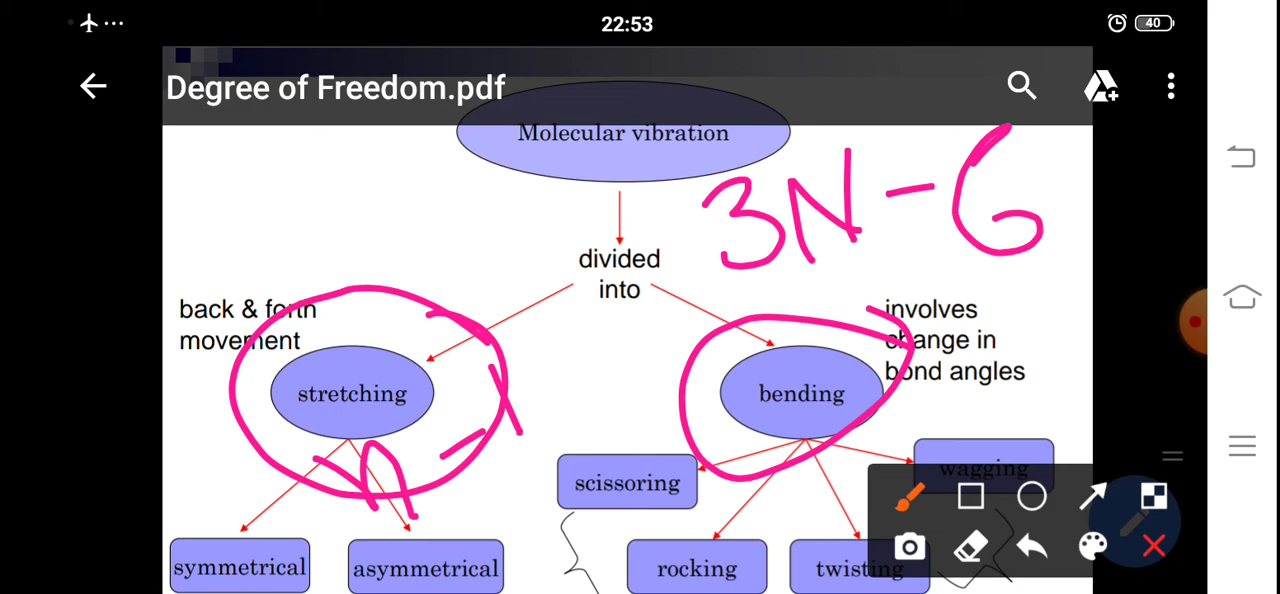 22:53
40
Degree of Freedom.pdf
Molecular vibration
3N-6
divided
into
back & forth
movement
involves
change in
bond angles
stretching
bending
scissoring
wagging
symmetrical
asymmetrical
rocking
twisting